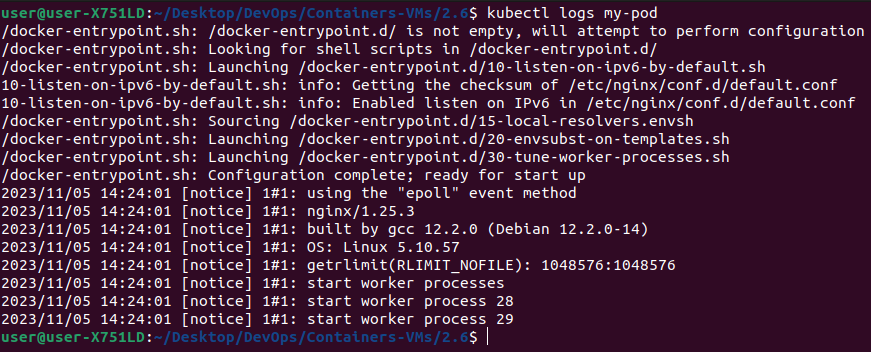 user@user-X751LD:~/Desktop/DevOps/Containers-VMs/2.6$ kubectl logs my-pod
/docker-entrypoint.sh: /docker-entrypoint.d/ is not empty, will attempt to perform configuration
/docker-entrypoint.sh: Looking for shell scripts in /docker-entrypoint.d/
/docker-entrypoint.sh: Launching /docker-entrypoint.d/10-listen-on-ipv6-by-default.sh
10-listen-on-ipv6-by-default.sh: info: Getting the checksum of /etc/nginx/conf.d/default.conf
10-listen-on-ipv6-by-default.sh: info: Enabled listen on IPv6 in /etc/nginx/conf.d/default.conf
/docker-entrypoint.sh: Sourcing /docker-entrypoint.d/15-local-resolvers.envsh
/docker-entrypoint.sh: Launching /docker-entrypoint.d/20-envsubst-on-templates.sh
/docker-entrypoint.sh: Launching /docker-entrypoint.d/30-tune-worker-processes.sh
/docker-entrypoint.sh: Configuration complete; ready for start up
2023/11/05 14:24:01 [notice] 1#1: using the "epoll" event method
2023/11/05 14:24:01 [notice] 1#1: nginx/1.25.3
2023/11/05 14:24:01 [notice] 1#1: built by gcc 12.2.0 (Debian 12.2.0-14)
2023/11/05 14:24:01 [notice] 1#1: OS: Linux 5.10.57
2023/11/05 14:24:01 [notice] 1#1: getrlimit(RLIMIT_NOFILE): 1048576:1048576
2023/11/05 14:24:01 [notice] 1#1: start worker processes
2023/11/05 14:24:01 [notice] 1#1: start worker process 28
2023/11/05 14:24:01 [notice] 1#1: start worker process 29
user@user-X751LD:~/Desktop/DevOps/Containers-VMs/2.6$